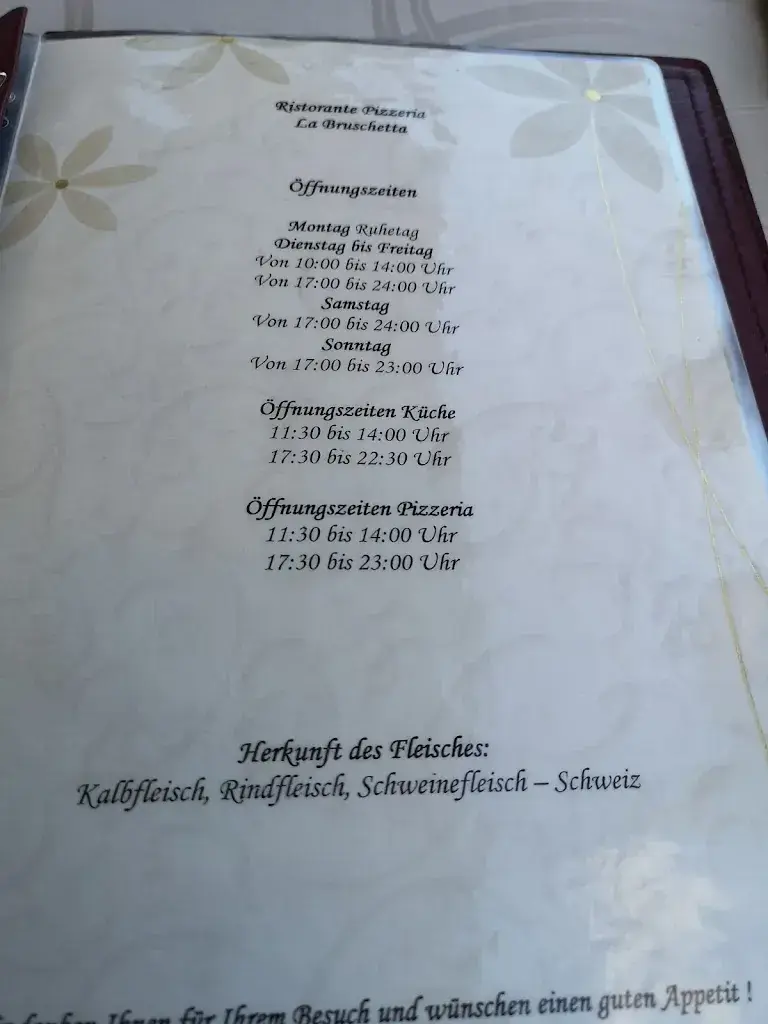 Ristorante Pizzeria
La Bruschetta
Öffnungszeiten
Montag Ruhetag
Dienstag bis Freitag
Von 10:00 bis 14:00 Uhr
Von 17:00 bis 24:00 Uhr
Samstag
Von 17:00 bis 24:00 Uhr
Sonntag
Von 17:00 bis 23:00 Uhr
Öffnungszeiten Küche
11:30 bis 14:00 Uhr
17:30 bis 22:30 Uhr
Öffnungszeiten Pizzeria
11:30 bis 14:00 Uhr
17:30 bis 23:00 Uhr
Herkunft des Fleisches:
Kalbfleisch, Rindfleisch, Schweinefleisch – Schweiz
Ihnen für Ihrem Besuch und wünschen einen guten Appetit !